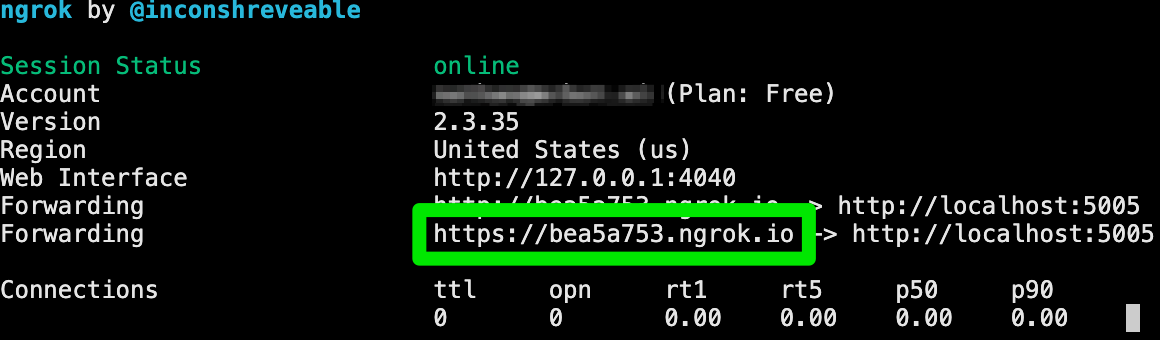 ngrok by @inconshreveable
Session Status online
Account (Plan: Free)
Version 2.3.35
Region United States (us)
Web Interface http://127.0.0.1:4040
Forwarding http://bea5a753.ngrok.io -> http://localhost:5005
Forwarding https://bea5a753.ngrok.io -> http://localhost:5005
Connections ttl opn rt1 rt5 p50 p90
0 0 0.00 0.00 0.00 0.00